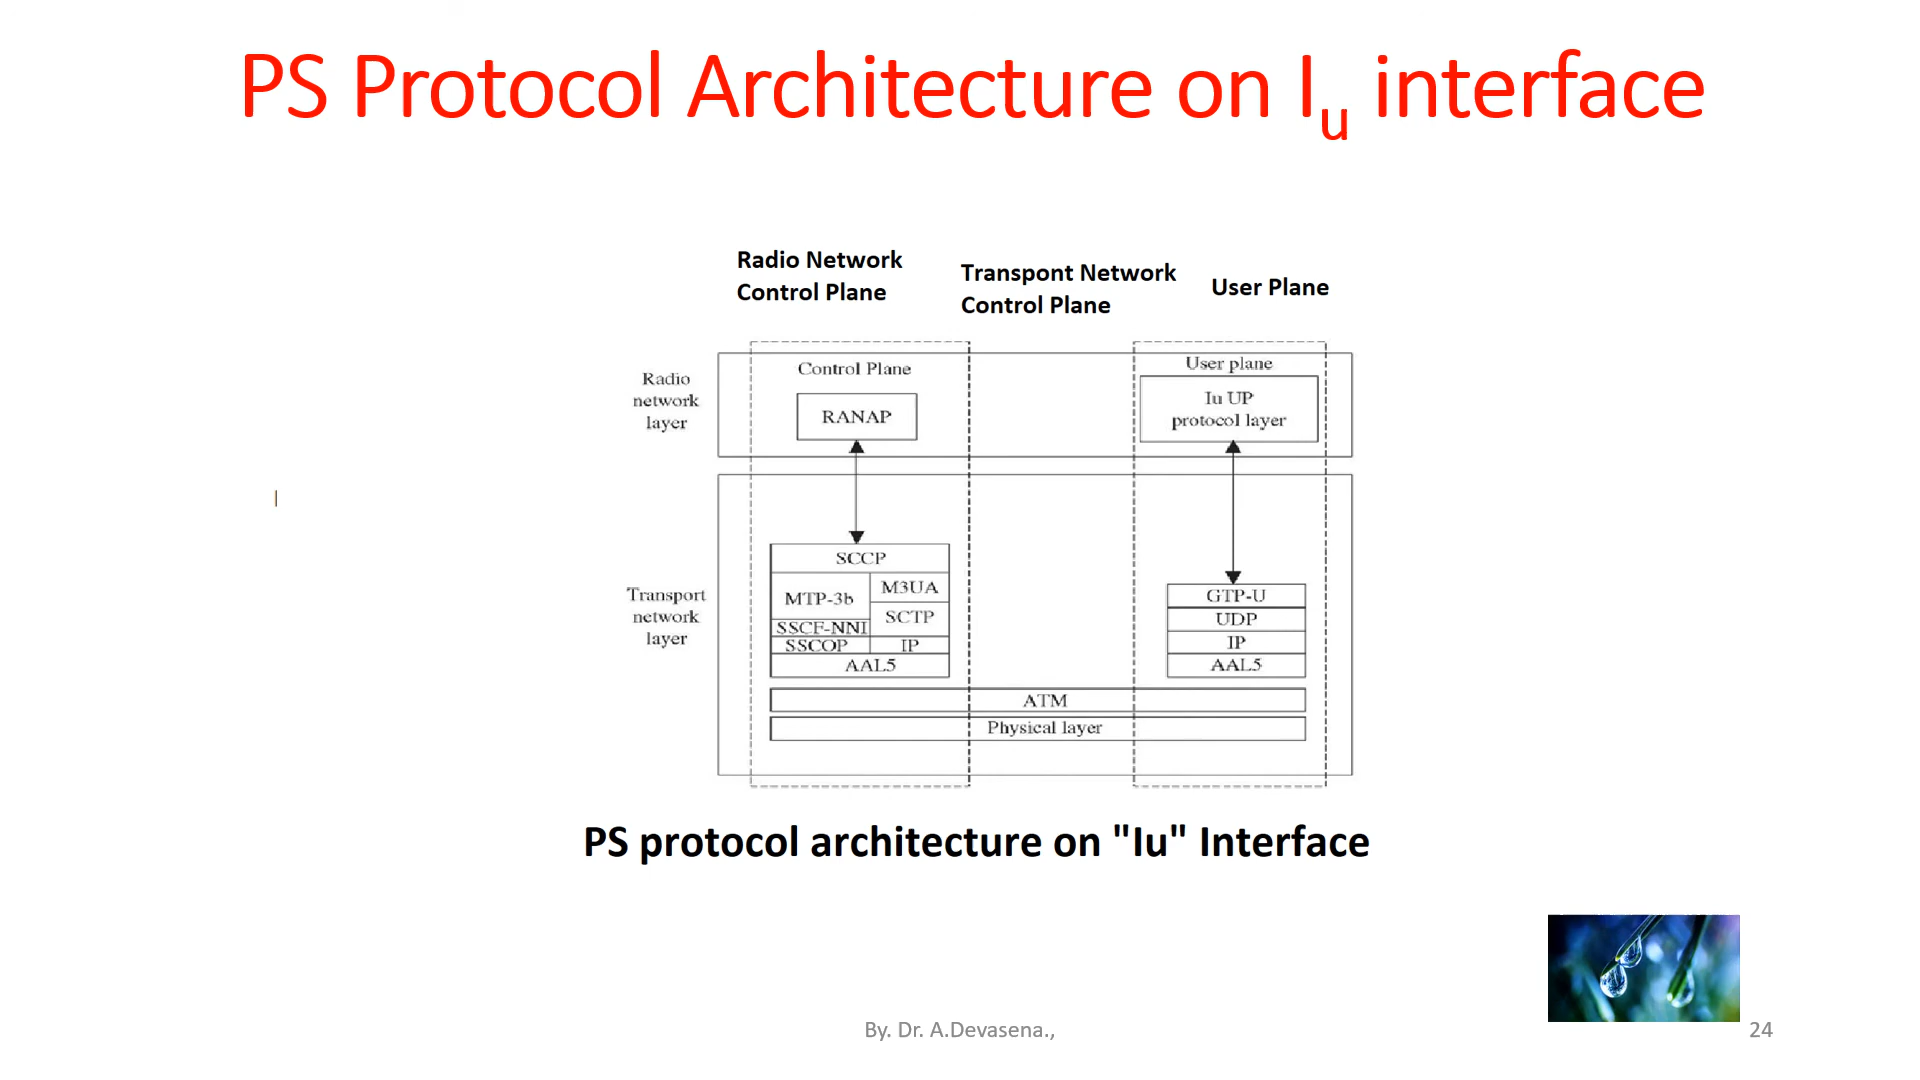 PS Protocol Architecture on Iu interface
Radio Network
Control Plane
Transpont Network
Control Plane
User Plane
Control Plane
User plane
Radio
network
layer
RANAP
Iu UP
protocol layer
Transport
network
layer
SCCP
MTP-3b
M3UA
SCTP
SSCF-NNI
SSCOP
IP
AAL5
GTP-U
UDP
IP
AAL5
ATM
Physical layer
PS protocol architecture on "Iu" Interface
By. Dr. A.Devasena.,
24